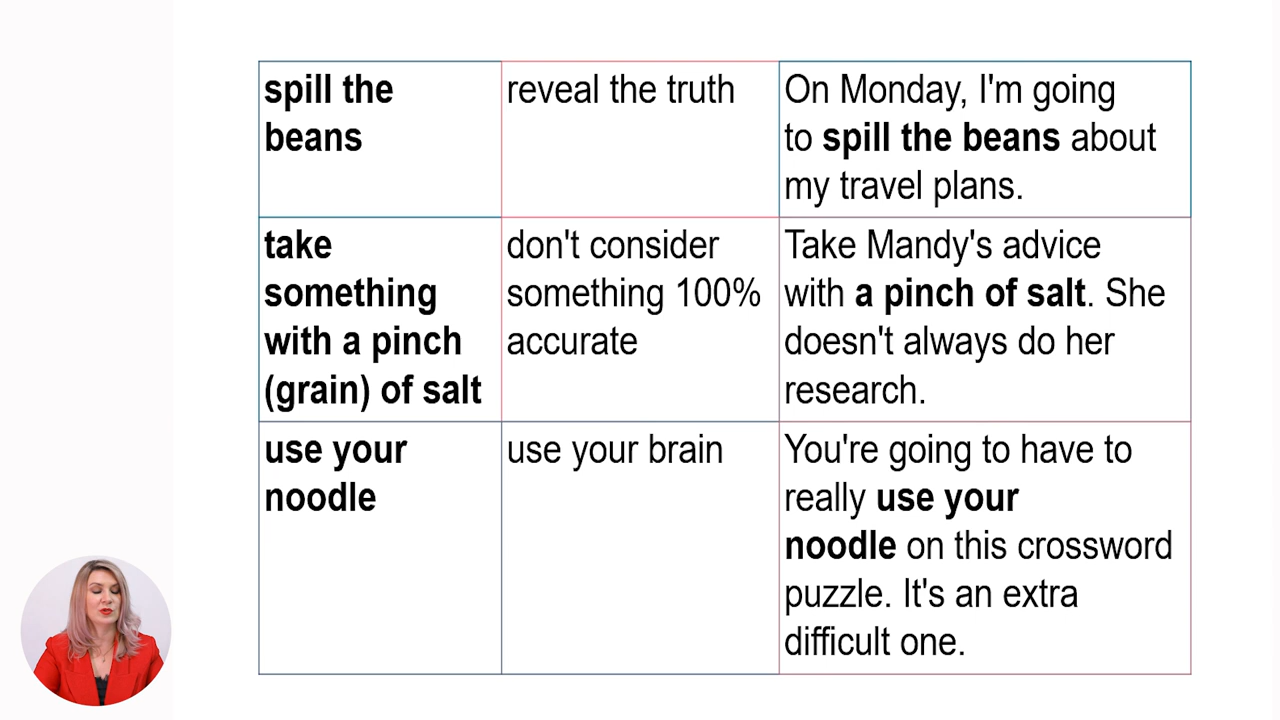 spill the
beans
reveal the truth
On Monday, I'm going
to spill the beans about
my travel plans.
take
something
with a pinch
(grain) of salt
don't consider
something 100%
accurate
Take Mandy's advice
with a pinch of salt. She
doesn't always do her
research.
use your
noodle
use your brain
You're going to have to
really use your
noodle on this crossword
puzzle. It's an extra
difficult one.